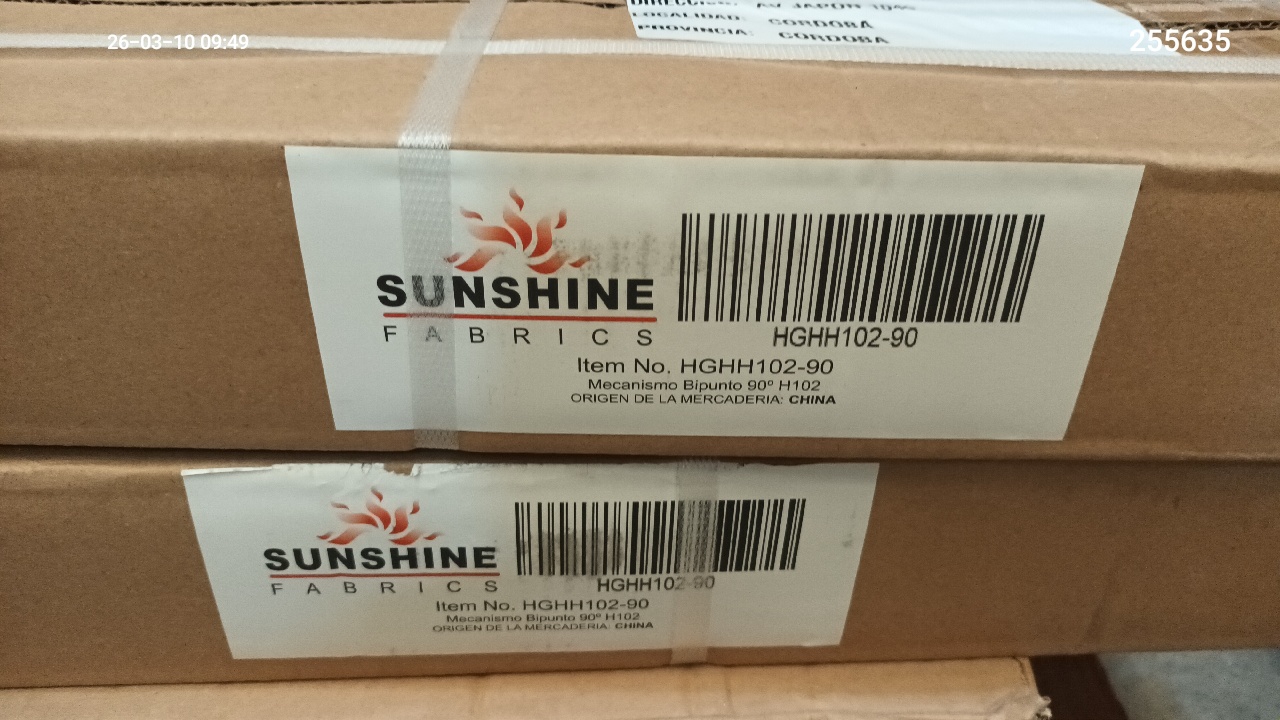 26-03-10 09:49
255635
AV JAPON
LOCALIDAD: CORDOBA
PROVINCIA: CORDOBA
SUNSHINE
FABRICS
HGHH102-90
Item No. HGHH102-90
Mecanismo Bipunto 90º H102
ORIGEN DE LA MERCADERIA: CHINA
SUNSHINE
FABRICS
HGHH102-90
Item No. HGHH102-90
Mecanismo Bipunto 90º H102
ORIGEN DE LA MERCADERIA: CHINA